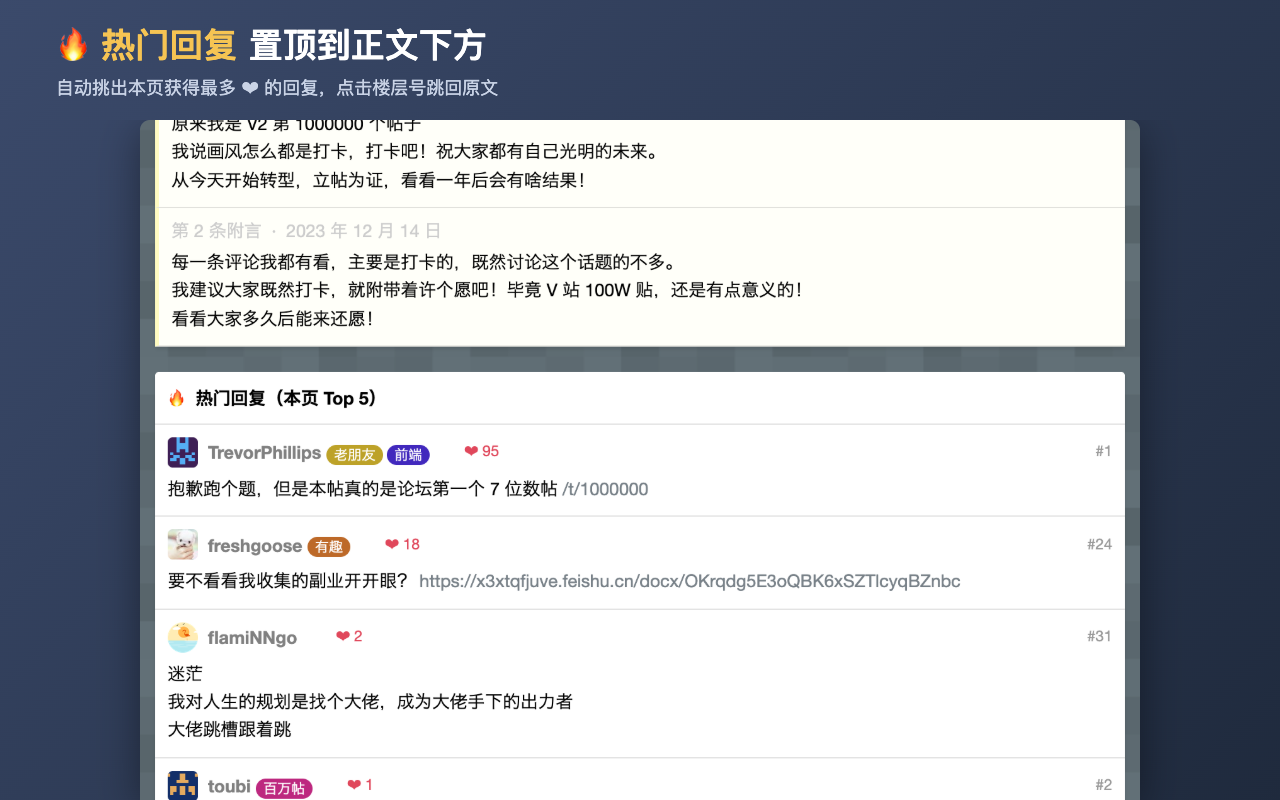 🔥 热门回复 置顶到正文下方
自动挑出本页获得最多 ❤ 的回复，点击楼层号跳回原文
原来我是 V2 第 1000000 个帖子
我说画风怎么都是打卡，打卡吧！祝大家都有自己光明的未来。
从今天开始转型，立帖为证，看看一年后会有啥结果！
第 2 条附言 · 2023 年 12 月 14 日
每一条评论我都有看，主要是打卡的，既然讨论这个话题的不多。
我建议大家既然打卡，就附带着许个愿吧！毕竟 V 站 100W 贴，还是有点意义的！
看看大家多久后能来还愿！
🔥 热门回复（本页 Top 5）
TrevorPhillips 老朋友 前端 ❤ 95 #1
抱歉跑个题，但是本帖真的是论坛第一个 7 位数帖 /t/1000000
freshgoose 有趣 ❤ 18 #24
要不看看我收集的副业开开眼？ https://x3xtqfjuve.feishu.cn/docx/OKrqdg5E3oQBK6xSZTlcyqBZnbc
flamiNNgo ❤ 2 #31
迷茫
我对人生的规划是找个大佬，成为大佬手下的出力者
大佬跳槽跟着跳
toubi 百万帖 ❤ 1 #2